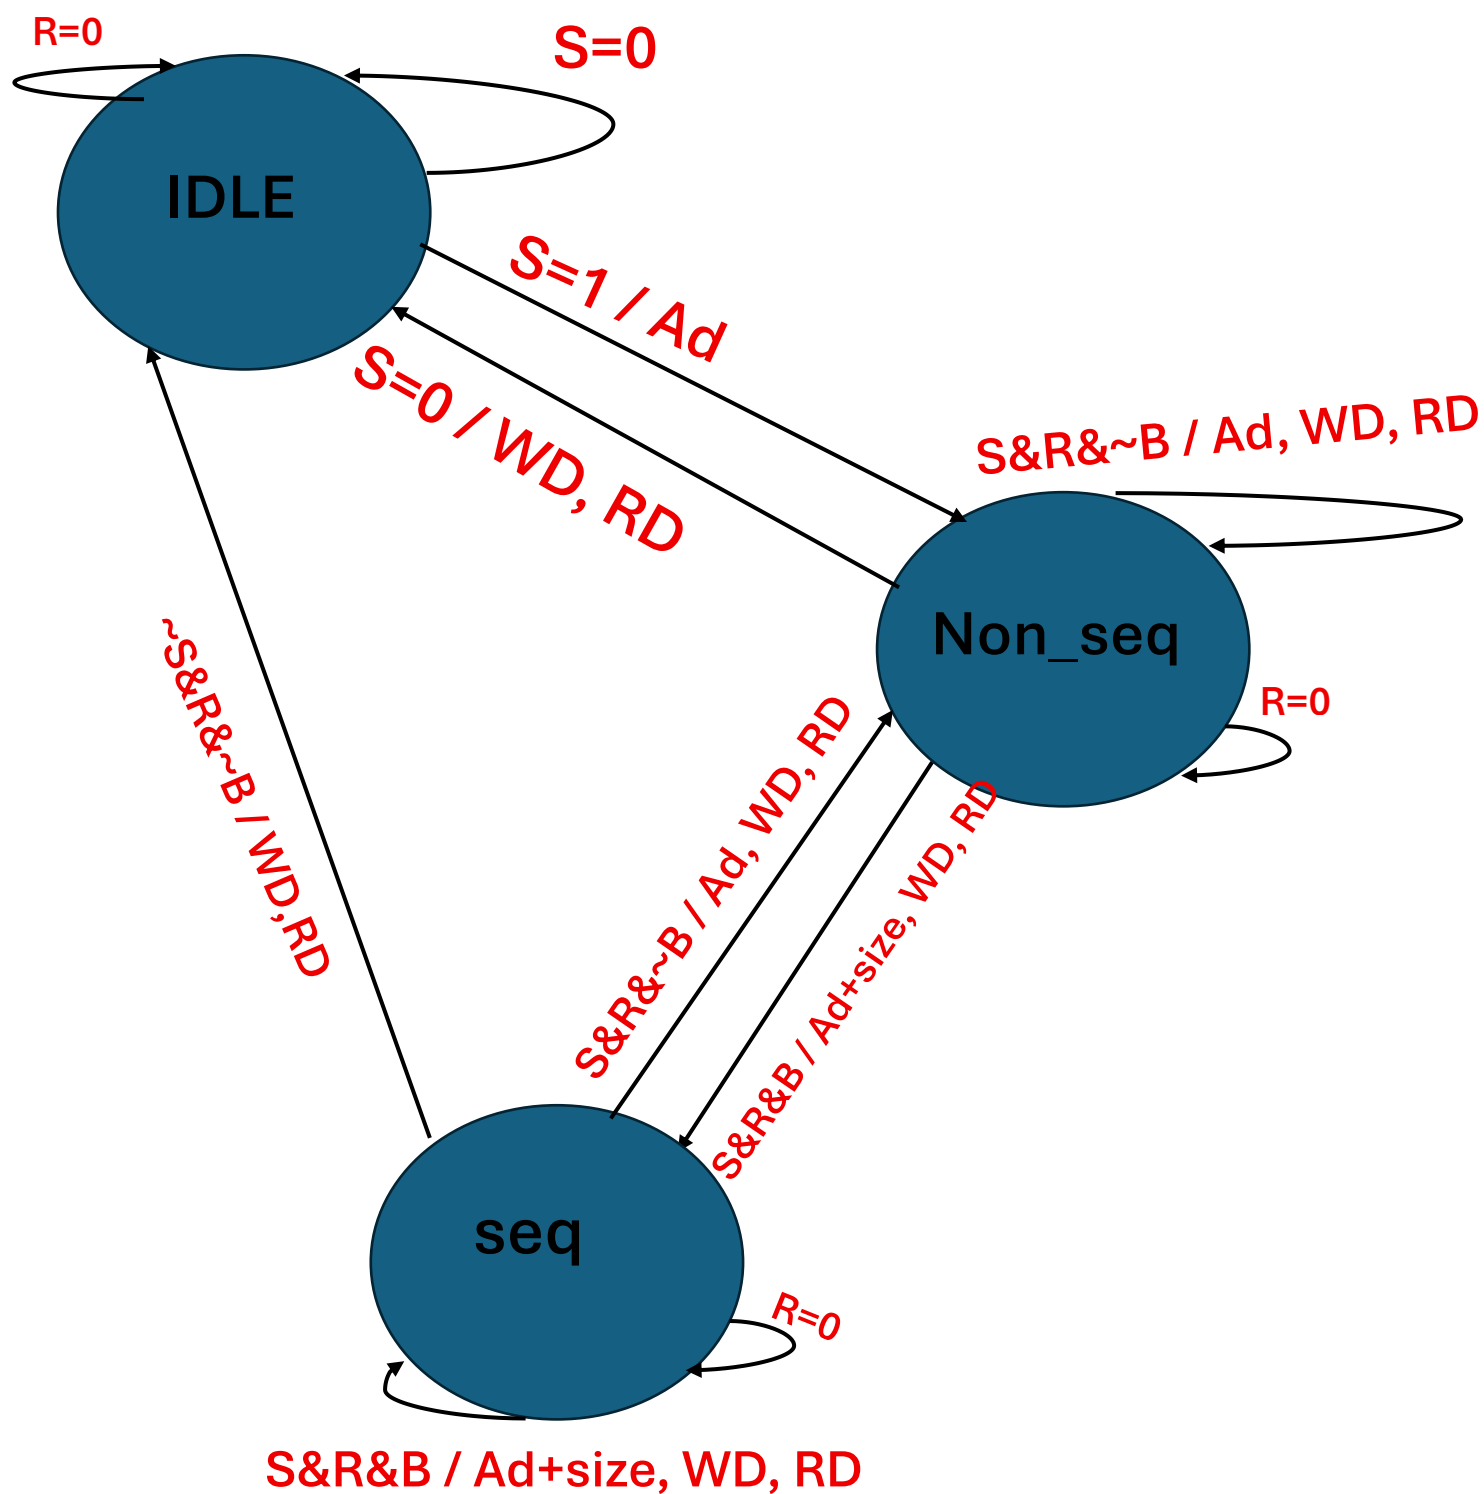 R=0
S=0
IDLE
S=1 / Ad
S=0 / WD, RD
S&R&~B / Ad, WD, RD
Non_seq
R=0
~S&R&~B / WD,RD
S&R&~B / Ad, WD, RD
S&R&B / Ad+size, WD, RD
seq
R=0
S&R&B / Ad+size, WD, RD